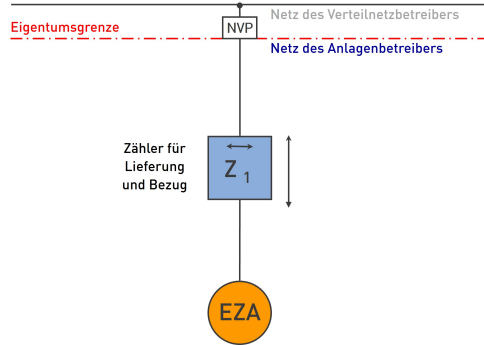 Netz des Verteilnetzbetreibers
Eigentumsgrenze
NVP
Netz des Anlagenbetreibers
Zähler für
Lieferung
und Bezug
Z 1
EZA